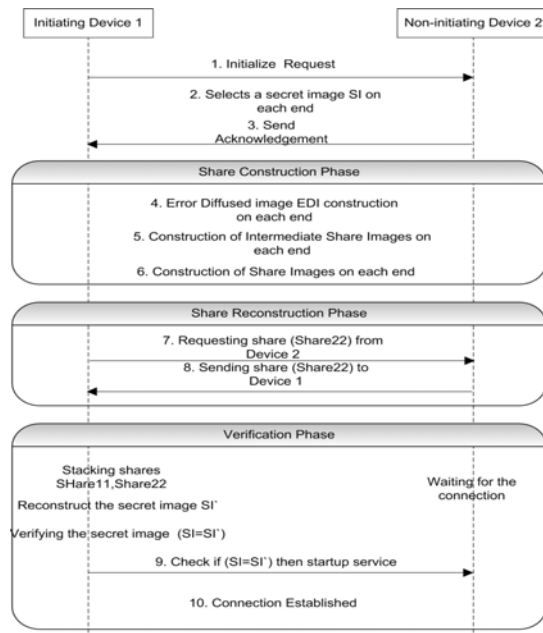 Initiating Device 1
Non-initiating Device 2
1. Initialize Request
2. Selects a secret image SI on
each end
3. Send
Acknowledgement
Share Construction Phase
4. Error Diffused image EDI construction
on each end
5. Construction of Intermediate Share Images on
each end
6. Construction of Share Images on each end
Share Reconstruction Phase
7. Requesting share (Share22) from
Device 2
8. Sending share (Share22) to
Device 1
Verification Phase
Stacking shares
SHare11,Share22
Waiting for the
connection
Reconstruct the secret image SI`
Verifying the secret image (SI=SI`)
9. Check if (SI=SI`) then startup service
10. Connection Established